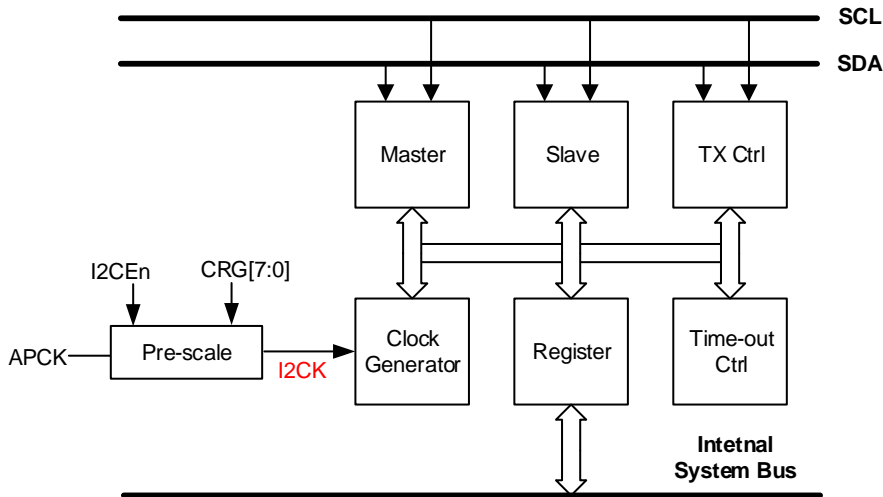 SCL
SDA
Master
Slave
TX Ctrl
I2CEn
CRG[7:0]
APCK
Pre-scale
I2CK
Clock
Generator
Register
Time-out
Ctrl
Intetnal
System Bus